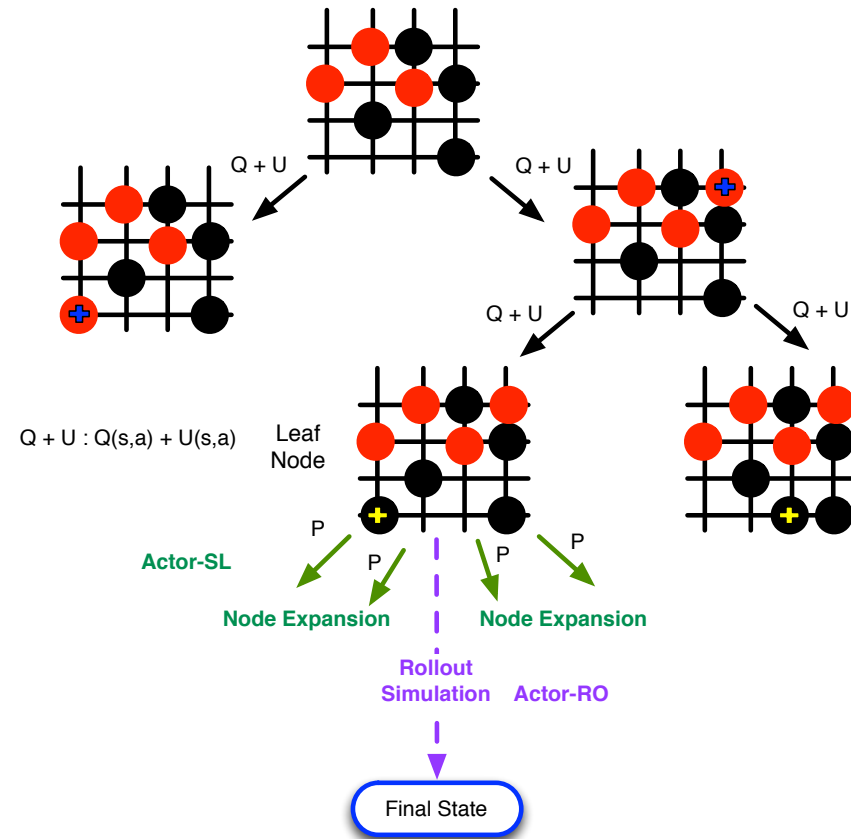 Q + U
Q + U
Q + U
Q + U
Q + U : Q(s,a) + U(s,a)
Leaf
Node
P
P
P
P
Actor-SL
Node Expansion
Node Expansion
Rollout
Simulation
Actor-RO
Final State